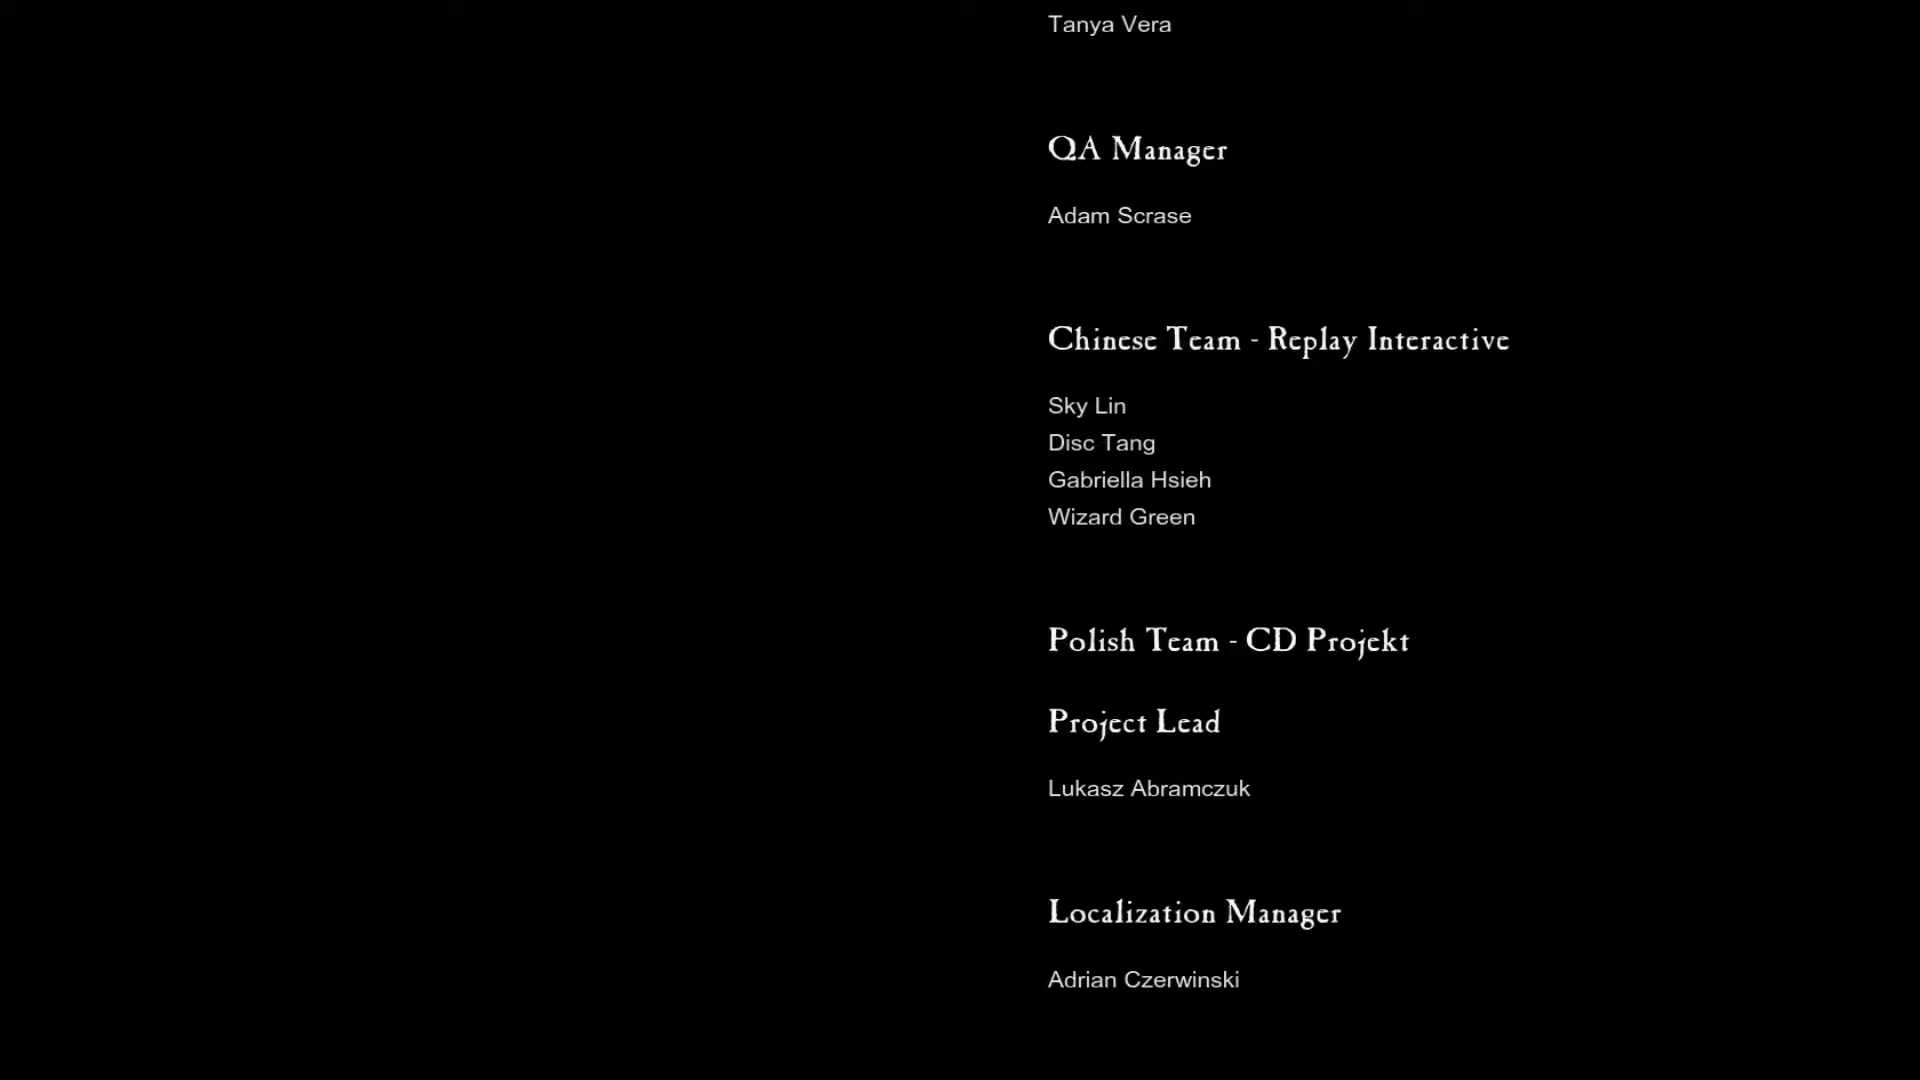 Tanya Vera
QA Manager
Adam Scrase
Chinese Team - Replay Interactive
Sky Lin
Disc Tang
Gabriella Hsieh
Wizard Green
Polish Team - CD Projekt
Project Lead
Lukasz Abramczuk
Localization Manager
Adrian Czerwinski